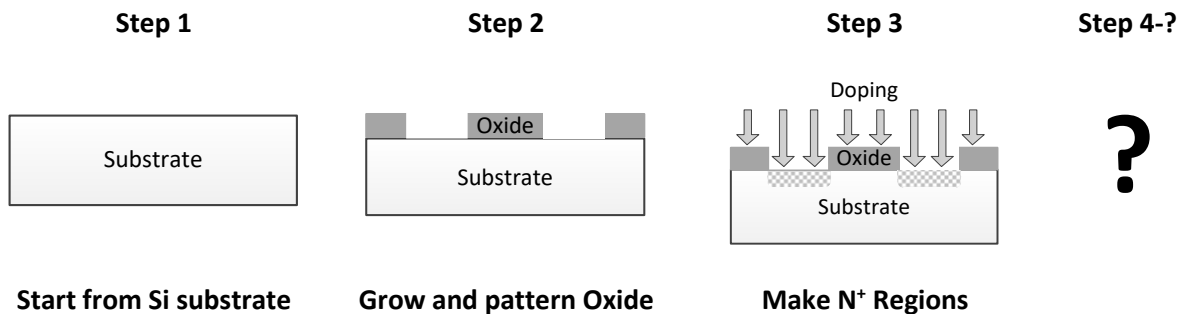 Step 1
Step 2
Step 3
Step 4-?
Substrate
Oxide
Substrate
Doping
Oxide
Substrate
?
Start from Si substrate
Grow and pattern Oxide
Make N⁺ Regions